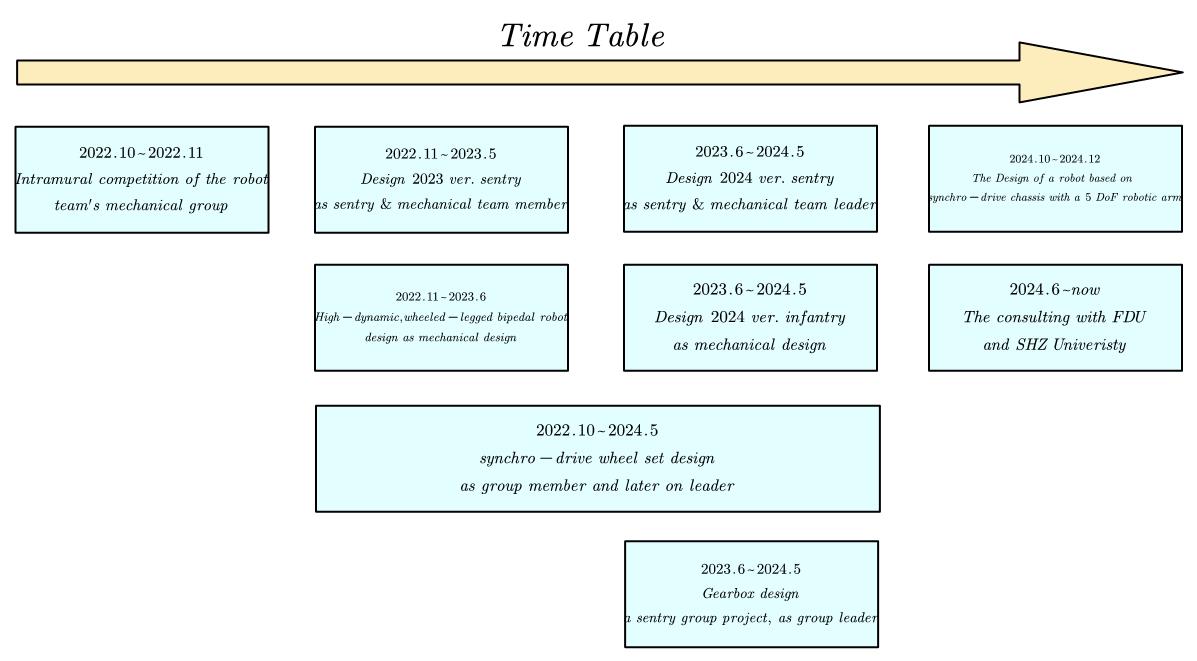 Time Table
2022.10~2022.11
Intramural competition of the robot
team's mechanical group
2022.11~2023.5
Design 2023 ver. sentry
as sentry & mechanical team member
2023.6~2024.5
Design 2024 ver. sentry
as sentry & mechanical team leader
2024.10~2024.12
The Design of a robot based on
synchro-drive chassis with a 5 DoF robotic arm
2022.11~2023.6
High-dynamic,wheeled-legged bipedal robot
design as mechanical design
2023.6~2024.5
Design 2024 ver. infantry
as mechanical design
2024.6~now
The consulting with FDU
and SHZ Univeristy
2022.10~2024.5
synchro-drive wheel set design
as group member and later on leader
2023.6~2024.5
Gearbox design
a sentry group project, as group leader